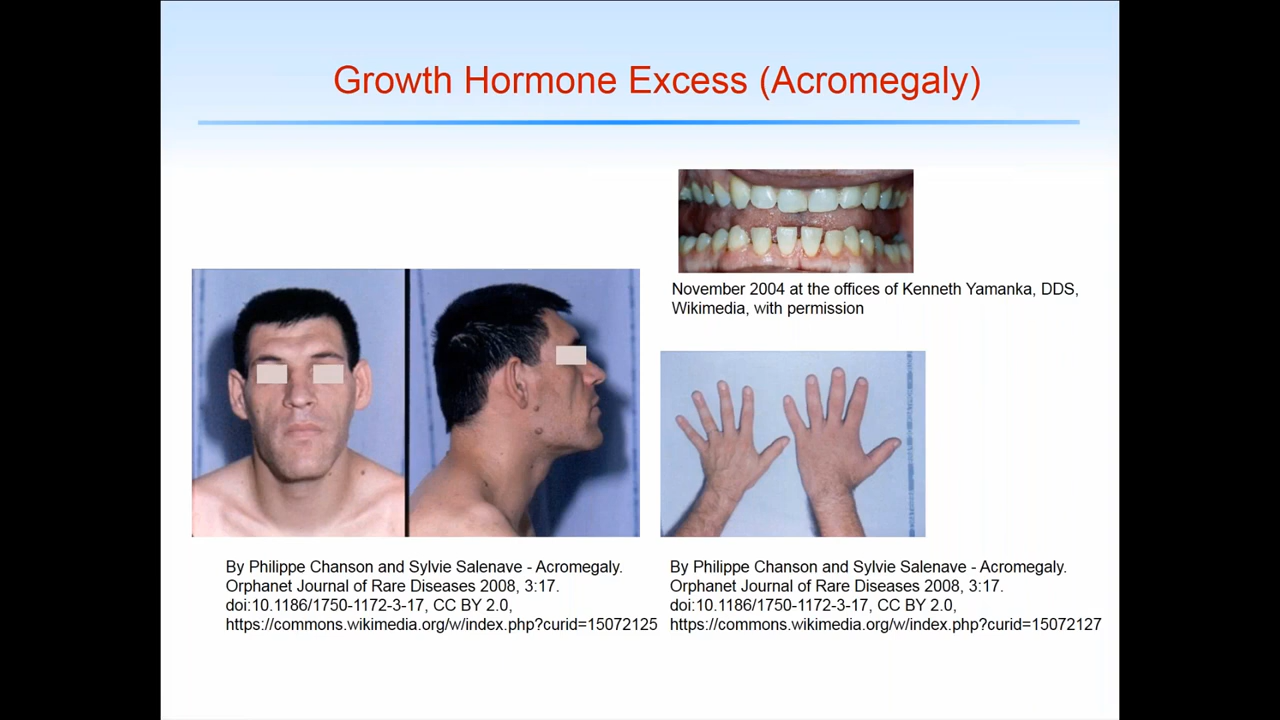 Growth Hormone Excess (Acromegaly)
November 2004 at the offices of Kenneth Yamanka, DDS,
Wikimedia, with permission
By Philippe Chanson and Sylvie Salenave - Acromegaly.
Orphanet Journal of Rare Diseases 2008, 3:17.
doi:10.1186/1750-1172-3-17, CC BY 2.0,
https://commons.wikimedia.org/w/index.php?curid=15072125
By Philippe Chanson and Sylvie Salenave - Acromegaly.
Orphanet Journal of Rare Diseases 2008, 3:17.
doi:10.1186/1750-1172-3-17, CC BY 2.0,
https://commons.wikimedia.org/w/index.php?curid=15072127